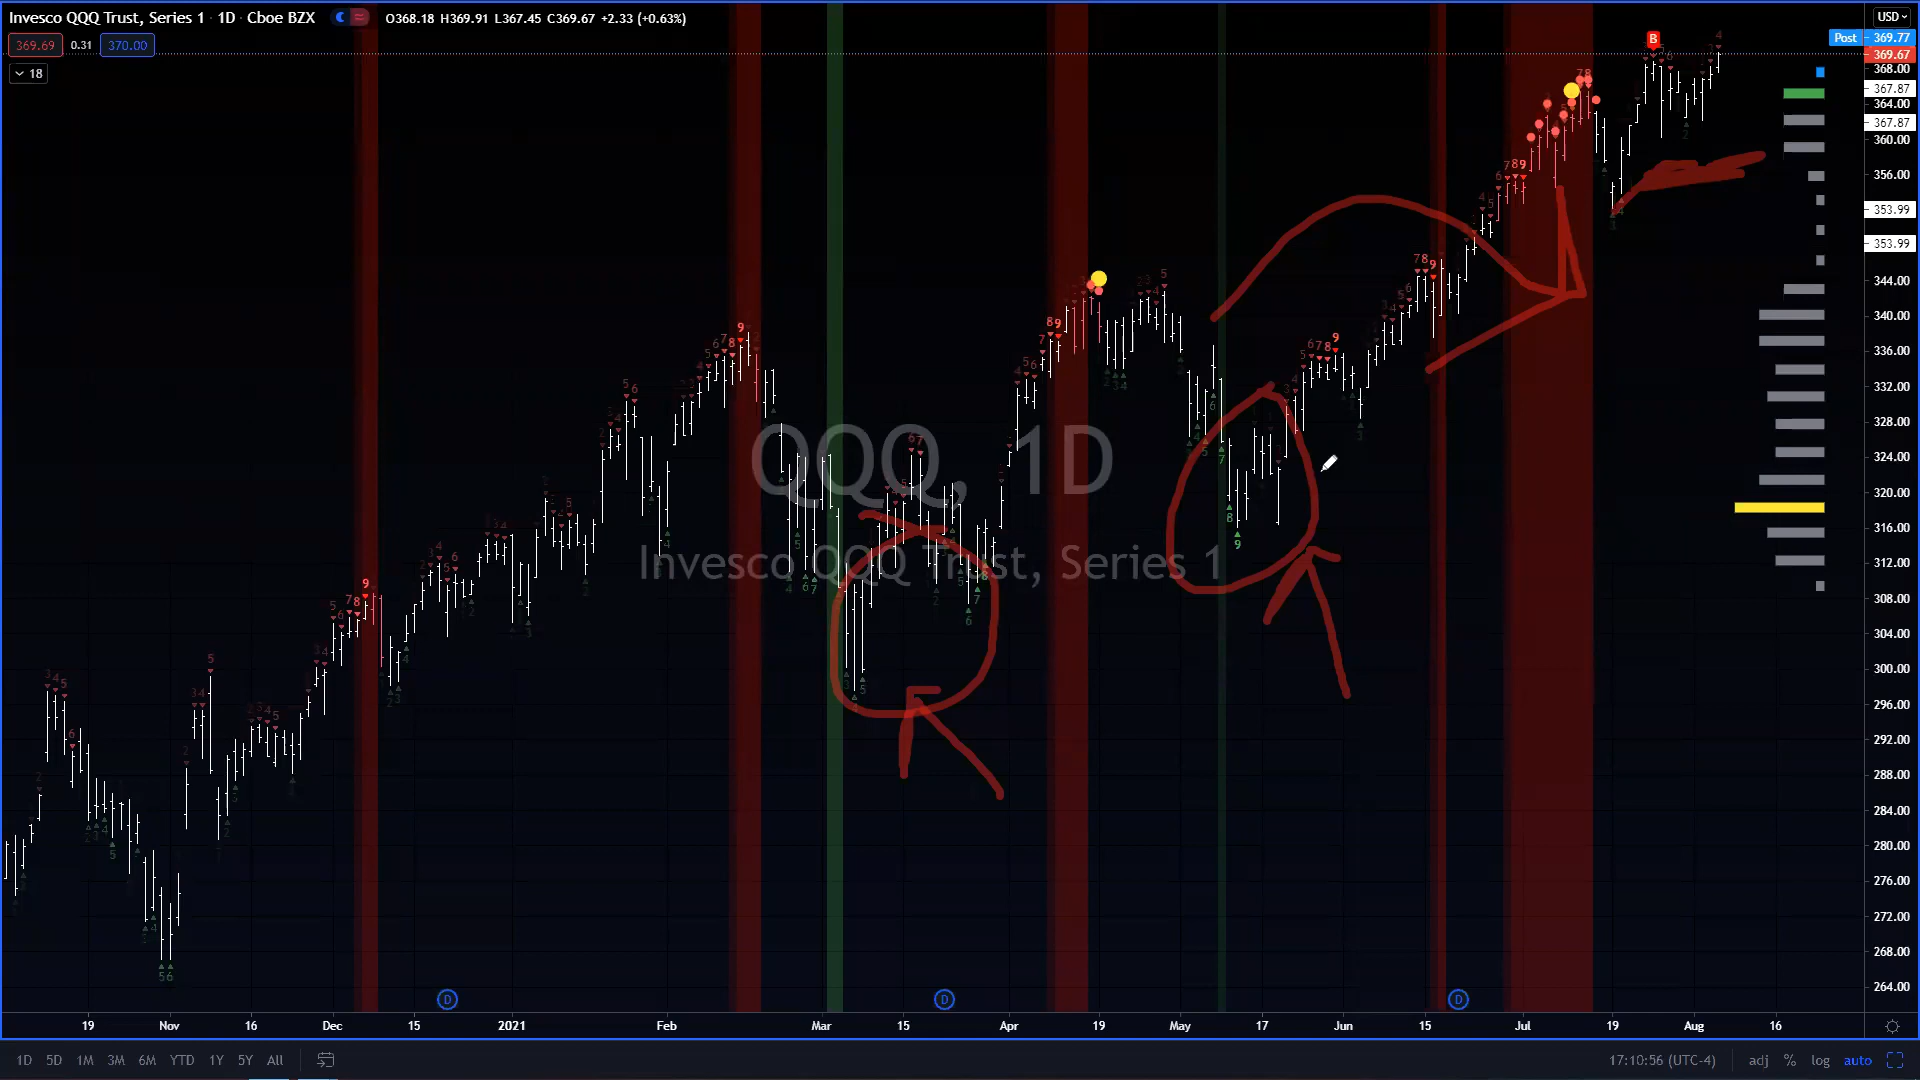 Invesco QQQ Trust, Series 1 · 1D · Cboe BZX
O368.18 H369.91 L367.45 C369.67 +2.33 (+0.63%)
369.69 0.31 370.00
18
USD
Post 369.77
369.67
368.00
367.87
364.00
367.87
360.00
356.00
353.99
353.99
344.00
340.00
336.00
332.00
328.00
324.00
320.00
316.00
312.00
308.00
304.00
300.00
296.00
292.00
288.00
284.00
280.00
276.00
272.00
268.00
264.00
B
QQQ, 1D
Invesco QQQ Trust, Series 1
D D D
19 Nov 16 Dec 15 2021 Feb Mar 15 Apr 19 May 17 Jun 15 Jul 19 Aug 16
1D 5D 1M 3M 6M YTD 1Y 5Y All
17:10:56 (UTC-4) adj % log auto